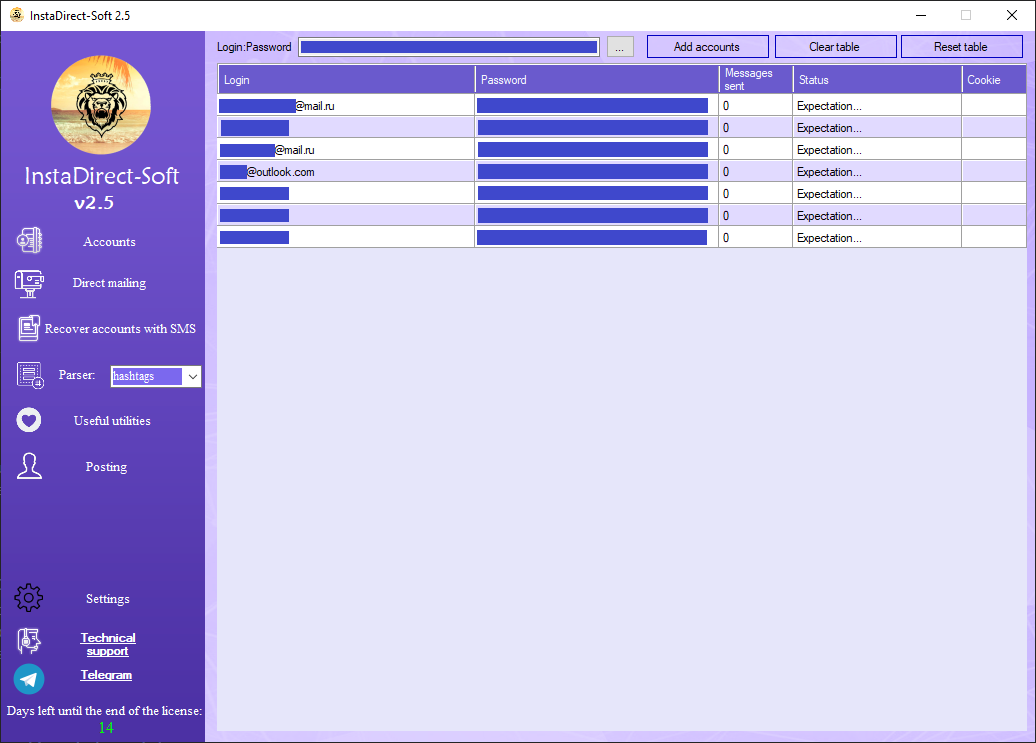 InstaDirect-Soft 2.5
InstaDirect-Soft
v2.5
Accounts
Direct mailing
Recover accounts with SMS
Parser: hashtags
Useful utilities
Posting
Settings
Technical
support
Telegram
Days left until the end of the license:
14
Login:Password ... Add accounts Clear table Reset table
Login Password Messages sent Status Cookie
@mail.ru 0 Expectation...
0 Expectation...
@mail.ru 0 Expectation...
@outlook.com 0 Expectation...
0 Expectation...
0 Expectation...
0 Expectation...